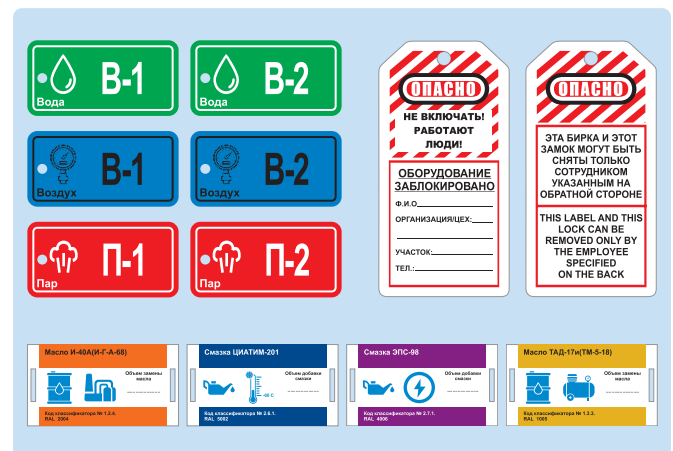 В-1
Вода
В-2
Вода
В-1
Воздух
В-2
Воздух
П-1
Пар
П-2
Пар
ОПАСНО
НЕ ВКЛЮЧАТЬ!
РАБОТАЮТ
ЛЮДИ!
ОБОРУДОВАНИЕ
ЗАБЛОКИРОВАНО
Ф.И.О
ОРГАНИЗАЦИЯ/ЦЕХ:
УЧАСТОК:
ТЕЛ.:
ОПАСНО
ЭТА БИРКА И ЭТОТ
ЗАМОК МОГУТ БЫТЬ
СНЯТЫ ТОЛЬКО
СОТРУДНИКОМ
УКАЗАННЫМ НА
ОБРАТНОЙ СТОРОНЕ
THIS LABEL AND THIS
LOCK CAN BE
REMOVED ONLY BY
THE EMPLOYEE
SPECIFIED
ON THE BACK
Масло И-40А(И-Г-А-68)
Объем замены
масла
Код классификатора № 1.2.4.
RAL 2004
Смазка ЦИАТИМ-201
Объем добавки
смазки
-60 C
Код классификатора № 2.6.1.
RAL 5002
Смазка ЭПС-98
Объем добавки
смазки
Код классификатора № 2.7.1.
RAL 4006
Масло ТАД-17и(ТМ-5-18)
Объем замены
масла
Код классификатора № 1.3.3.
RAL 1005